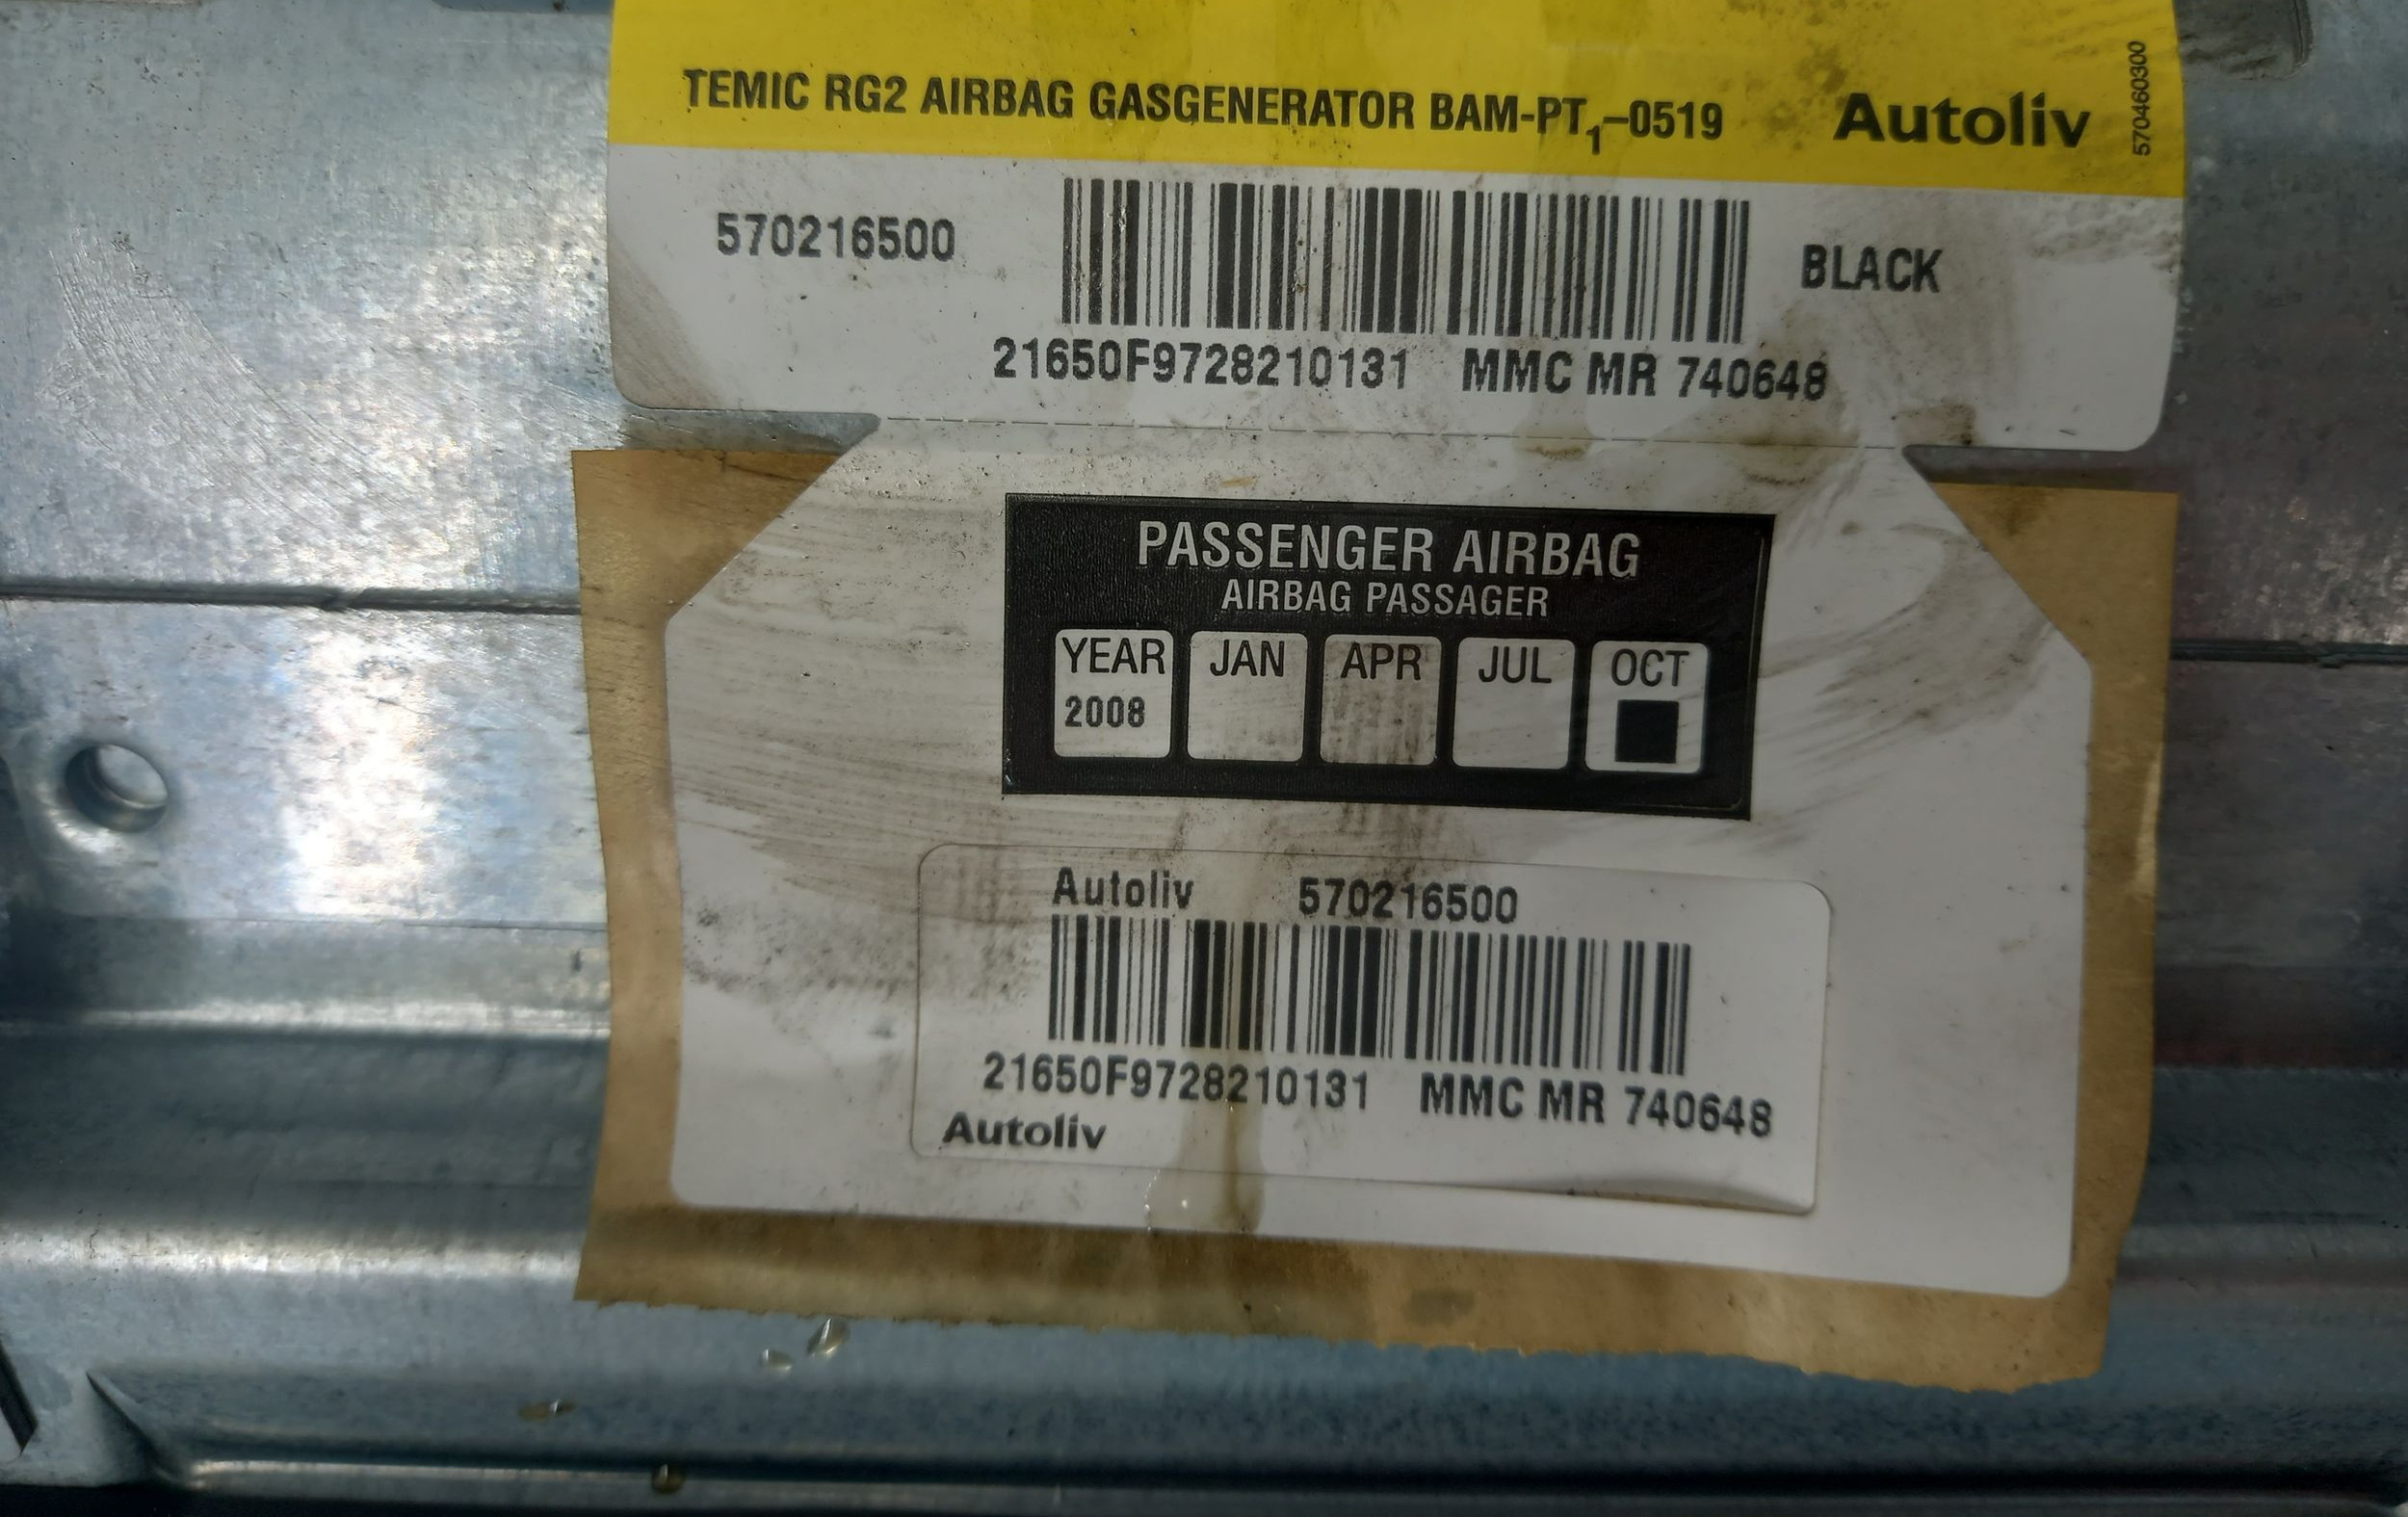 TEMIC RG2 AIRBAG GASGENERATOR BAM-PT1-0519
Autoliv
570460300
570216500
BLACK
21650F9728210131 MMC MR 740648
PASSENGER AIRBAG
AIRBAG PASSAGER
YEAR JAN APR JUL OCT
2008
Autoliv 570216500
21650F9728210131 MMC MR 740648
Autoliv